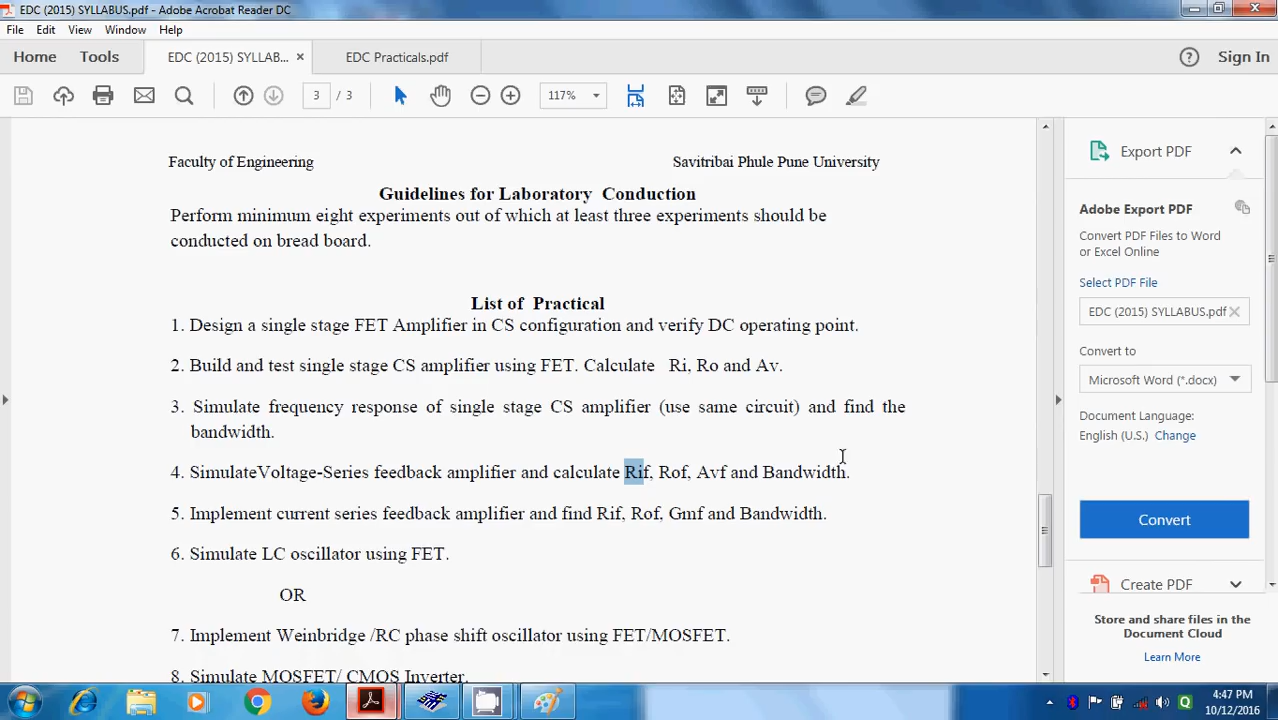 EDC (2015) SYLLABUS.pdf - Adobe Acrobat Reader DC
File Edit View Window Help
Home Tools EDC (2015) SYLLAB... × EDC Practicals.pdf ? Sign In
3 / 3 117%
Faculty of Engineering Savitribai Phule Pune University
Guidelines for Laboratory Conduction
Perform minimum eight experiments out of which at least three experiments should be
conducted on bread board.
List of Practical
1. Design a single stage FET Amplifier in CS configuration and verify DC operating point.
2. Build and test single stage CS amplifier using FET. Calculate Ri, Ro and Av.
3. Simulate frequency response of single stage CS amplifier (use same circuit) and find the
bandwidth.
4. SimulateVoltage-Series feedback amplifier and calculate Rif, Rof, Avf and Bandwidth.
5. Implement current series feedback amplifier and find Rif, Rof, Gmf and Bandwidth.
6. Simulate LC oscillator using FET.
OR
7. Implement Weinbridge /RC phase shift oscillator using FET/MOSFET.
8. Simulate MOSFET/ CMOS Inverter.
Export PDF
Adobe Export PDF
Convert PDF Files to Word
or Excel Online
Select PDF File
EDC (2015) SYLLABUS.pdf ×
Convert to
Microsoft Word (*.docx)
Document Language:
English (U.S.) Change
Convert
Create PDF
Store and share files in the
Document Cloud
Learn More
4:47 PM
10/12/2016